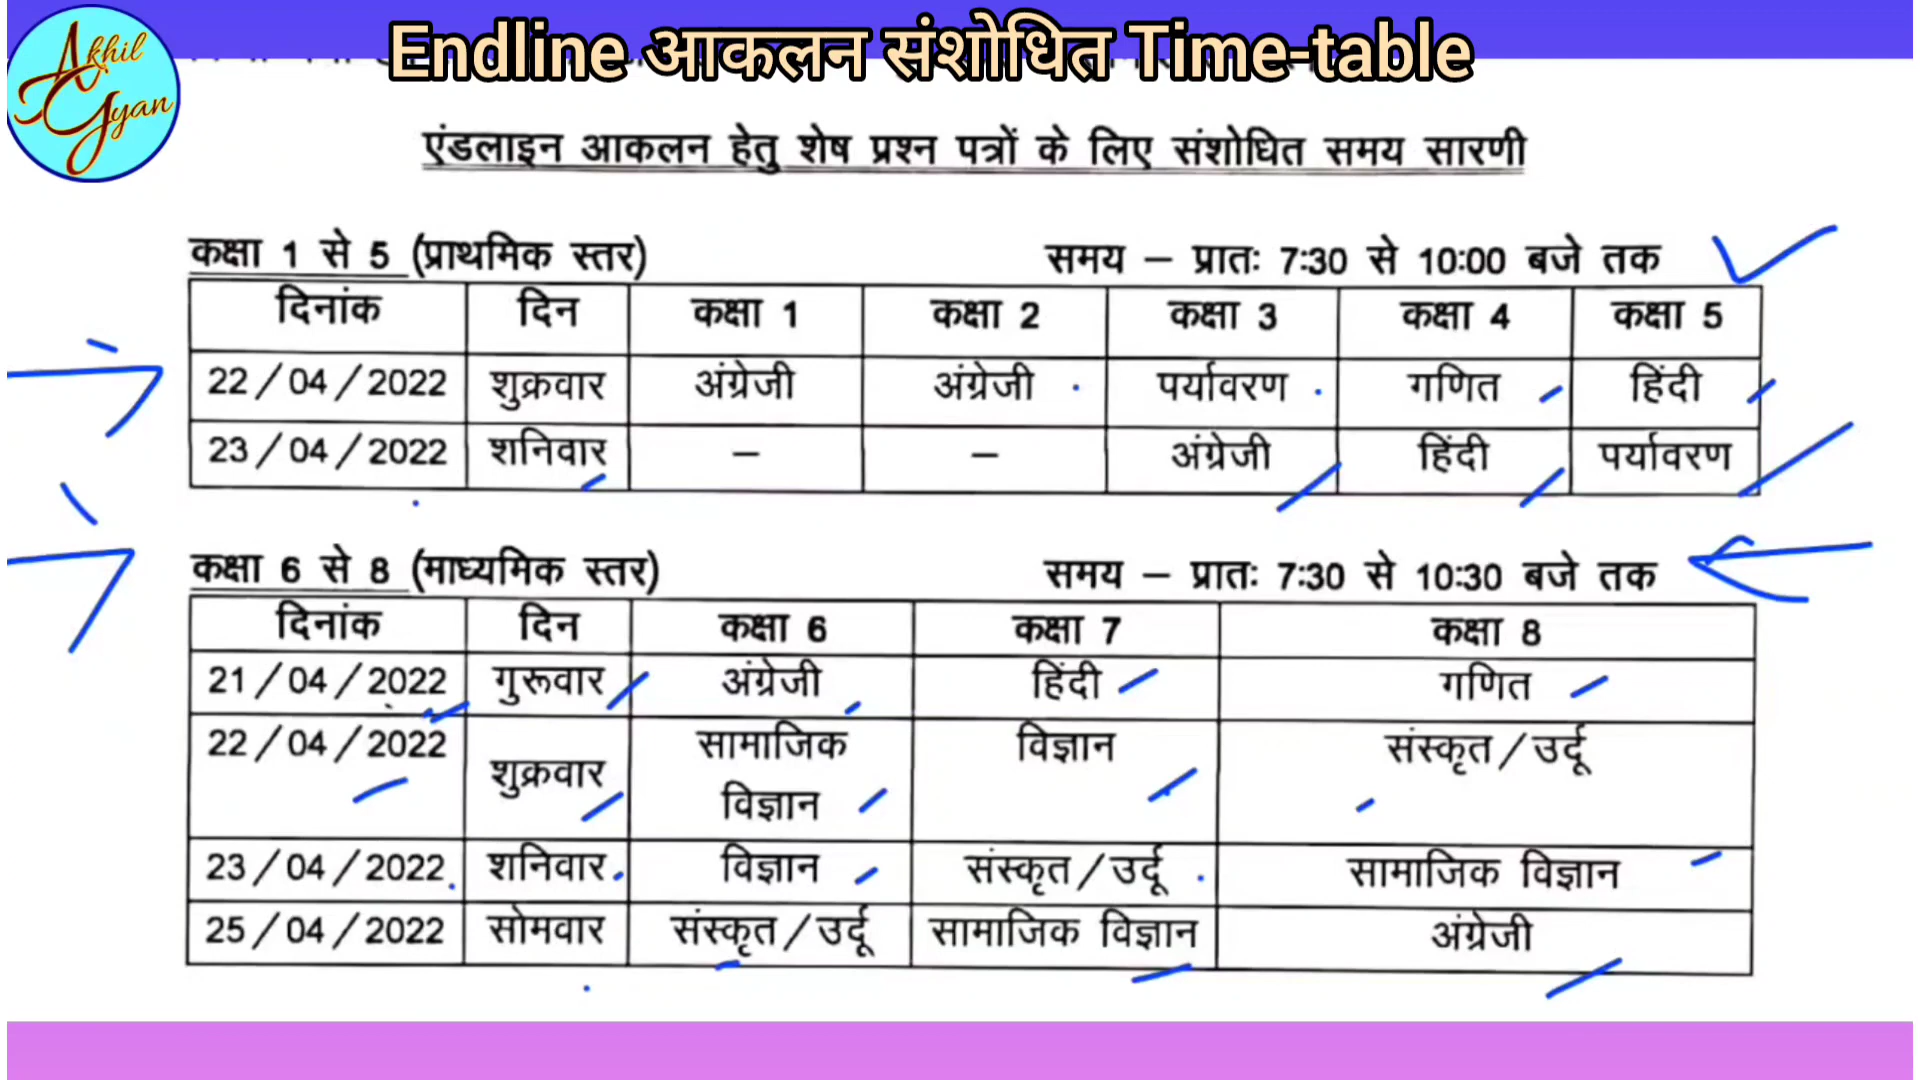 Akhil
Gyan
Endline आकलन संशोधित Time-table
एंडलाइन आकलन हेतु शेष प्रश्न पत्रों के लिए संशोधित समय सारणी
कक्षा 1 से 5 (प्राथमिक स्तर) समय – प्रातः 7:30 से 10:00 बजे तक
दिनांक दिन कक्षा 1 कक्षा 2 कक्षा 3 कक्षा 4 कक्षा 5
22/04/2022 शुक्रवार अंग्रेजी अंग्रेजी पर्यावरण गणित हिंदी
23/04/2022 शनिवार – – अंग्रेजी हिंदी पर्यावरण
कक्षा 6 से 8 (माध्यमिक स्तर) समय – प्रातः 7:30 से 10:30 बजे तक
दिनांक दिन कक्षा 6 कक्षा 7 कक्षा 8
21/04/2022 गुरूवार अंग्रेजी हिंदी गणित
22/04/2022 शुक्रवार सामाजिक विज्ञान विज्ञान संस्कृत/उर्दू
23/04/2022 शनिवार विज्ञान संस्कृत/उर्दू सामाजिक विज्ञान
25/04/2022 सोमवार संस्कृत/उर्दू सामाजिक विज्ञान अंग्रेजी